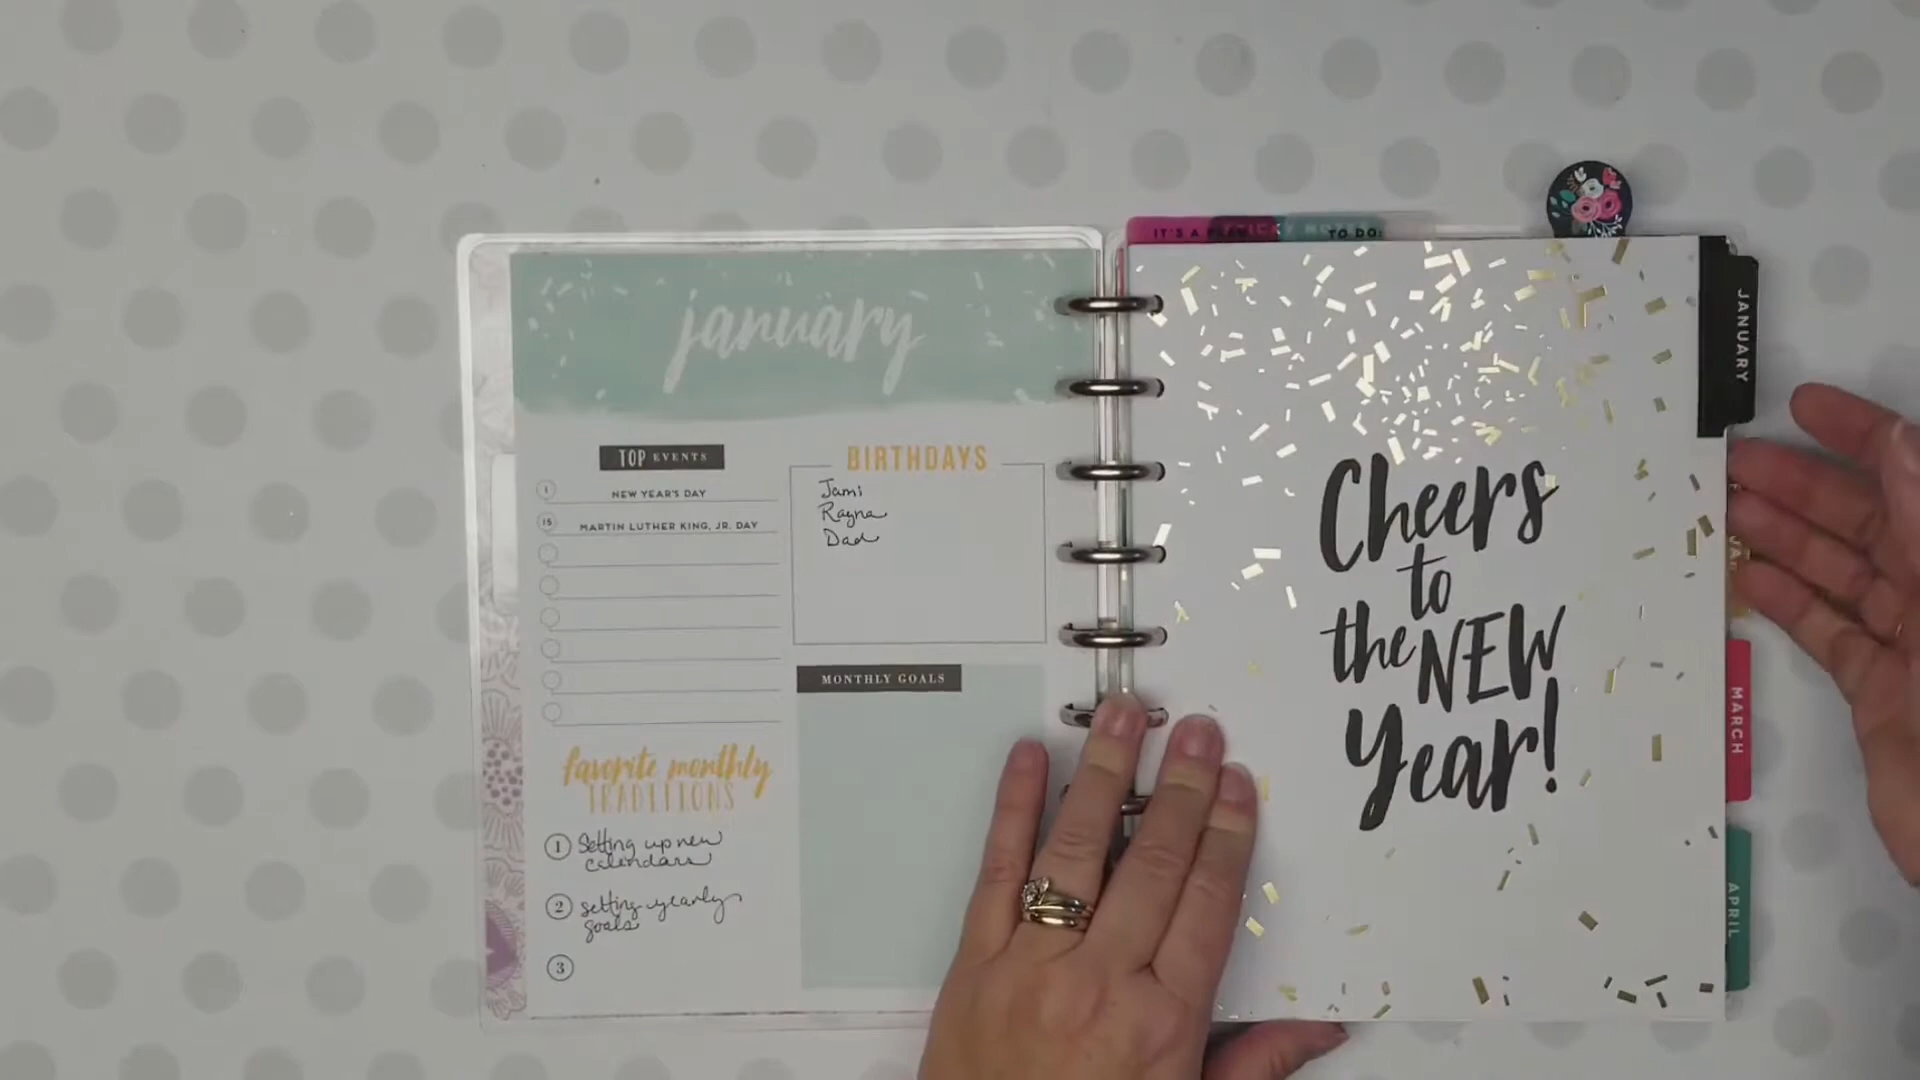 january
TOP EVENTS
1 NEW YEAR'S DAY
15 MARTIN LUTHER KING, JR. DAY
BIRTHDAYS
Jami
Rayna
Dad
MONTHLY GOALS
favorite monthly
TRADITIONS
1 Setting up new
calendars
2 setting yearly
goals
3
IT'S A
TO DO:
Cheers
to
the NEW
Year!
JANUARY
MARCH
APRIL